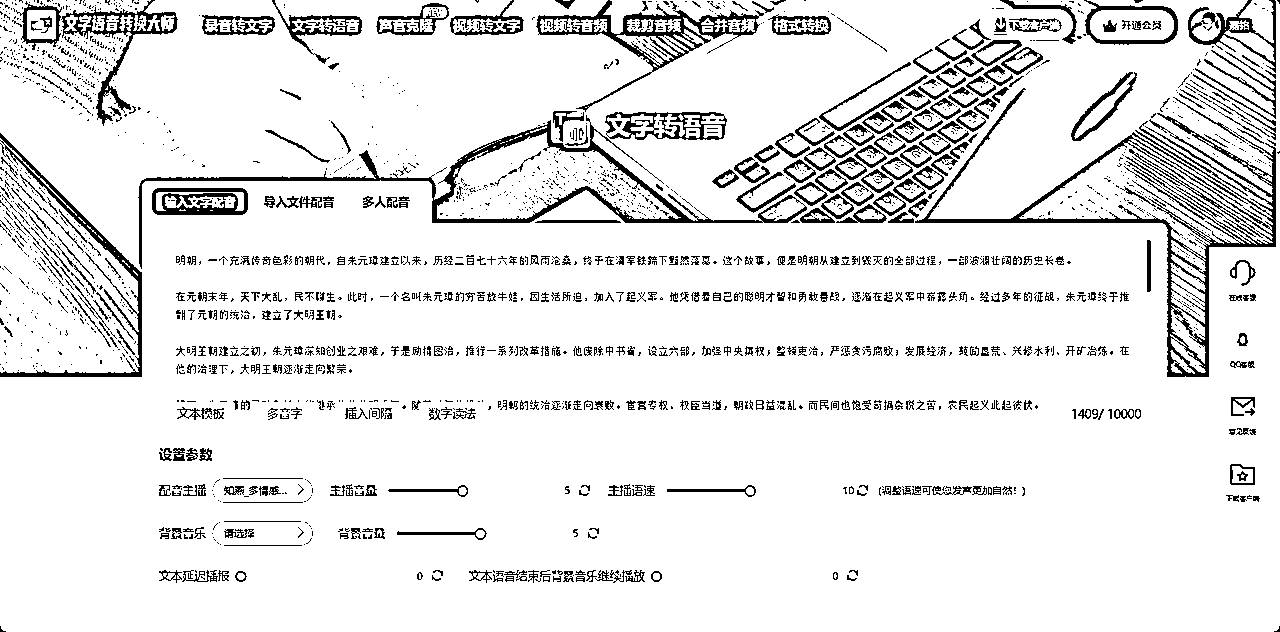 文字语音转换大师 录音转文字 文字转语音 声音克隆 视频转文字 视频转音频 裁剪音频 合并音频 格式转换 下载客户端 开通会员
文字转语音
输入文字配音 导入文件配音 多人配音
明朝，一个充满传奇色彩的朝代，自朱元璋建立以来，历经二百七十六年的风雨沧桑，终于在清军铁蹄下黯然落幕。这个故事，便是明朝从建立到毁灭的全部过程，一部波澜壮阔的历史长卷。
在元朝末年，天下大乱，民不聊生。此时，一个名叫朱元璋的穷苦放牛娃，因生活所迫，加入了起义军。他凭借着自己的聪明才智和勇敢善战，逐渐在起义军中崭露头角。经过多年的征战，朱元璋终于推
翻了元朝的统治，建立了大明王朝。
大明王朝建立之初，朱元璋深知创业之艰难，于是励精图治，推行一系列改革措施。他废除中书省，设立六部，加强中央集权；整顿吏治，严惩贪污腐败；发展经济，鼓励垦荒、兴修水利、开矿冶炼。在
他的治理下，大明王朝逐渐走向繁荣。
，明朝的统治逐渐走向衰败。宦官专权、权臣当道，朝政日益混乱。而民间也饱受苛捐杂税之苦，农民起义此起彼伏。
文本模板 多音字 插入间隔 数字读法 1409/ 10000
设置参数
配音主播 知燕_多情感... 主播音量 5 主播语速 10 (调整语速可使您发声更加自然！)
背景音乐 请选择 背景音量 5
文本延迟播报 0 文本语音结束后背景音乐继续播放 0
在线客服
QQ客服
意见反馈
下载客户端